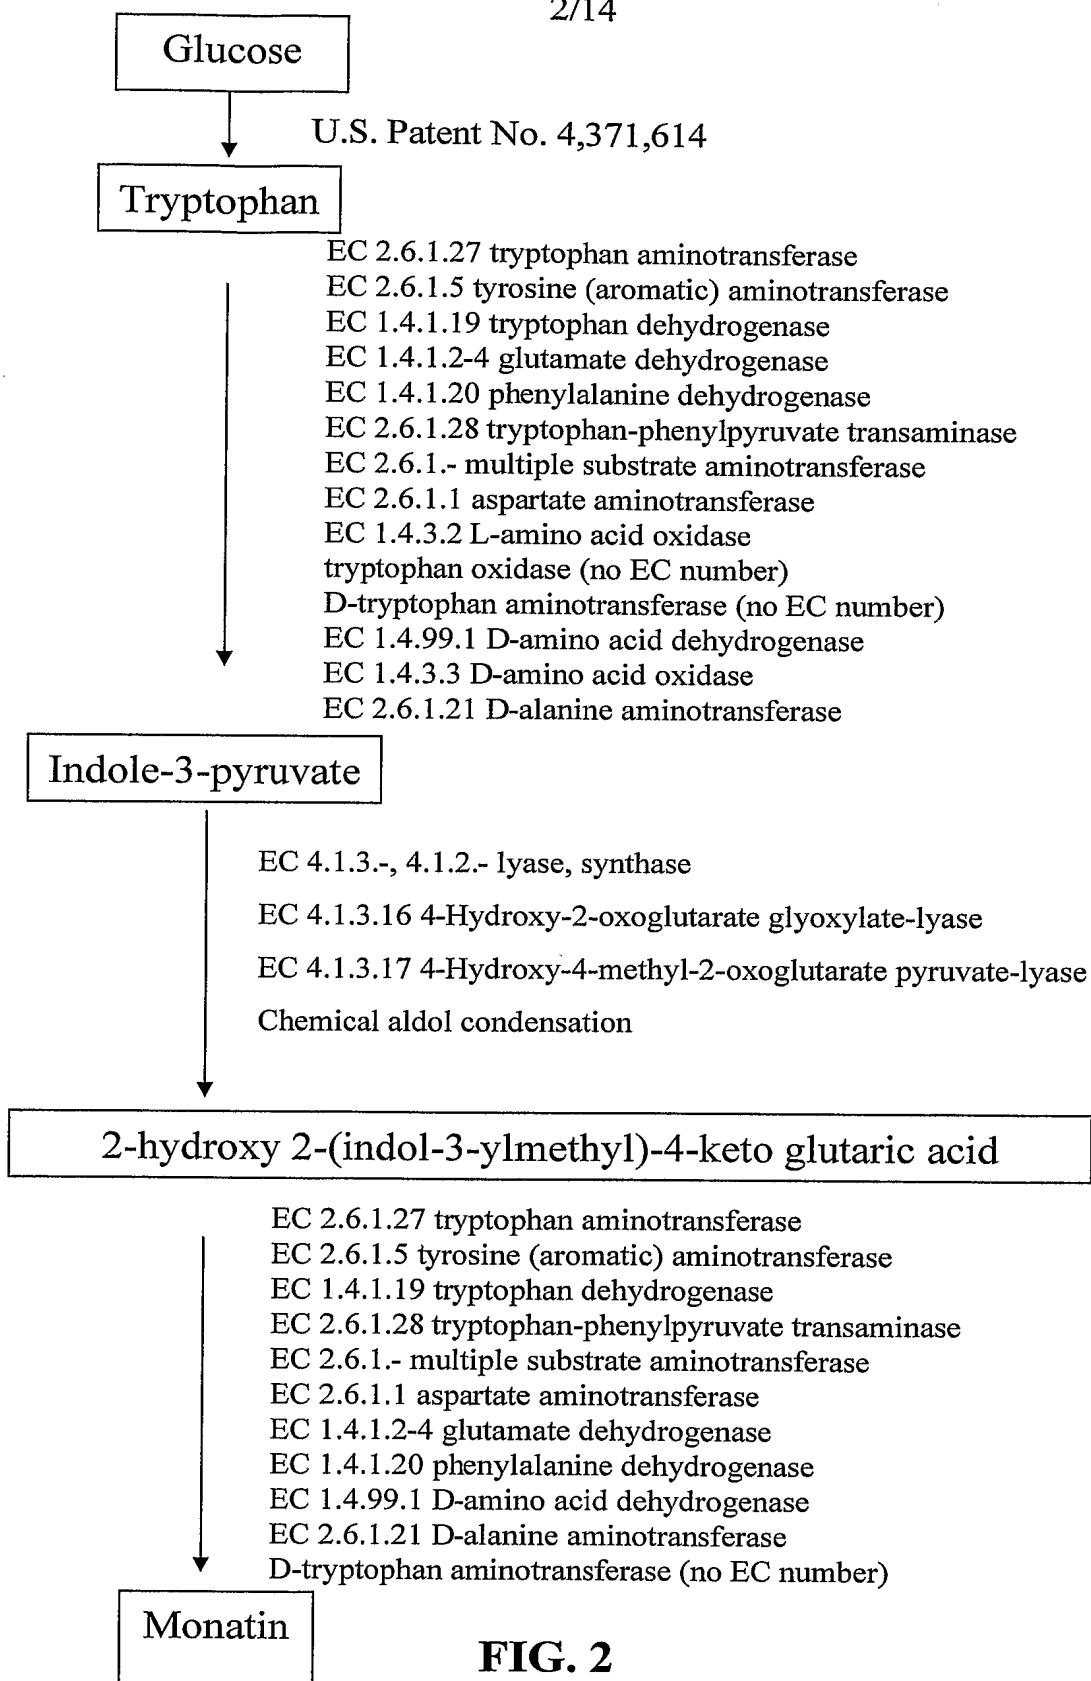 2/14
Glucose
U.S. Patent No. 4,371,614
Tryptophan
EC 2.6.1.27 tryptophan aminotransferase
EC 2.6.1.5 tyrosine (aromatic) aminotransferase
EC 1.4.1.19 tryptophan dehydrogenase
EC 1.4.1.2-4 glutamate dehydrogenase
EC 1.4.1.20 phenylalanine dehydrogenase
EC 2.6.1.28 tryptophan-phenylpyruvate transaminase
EC 2.6.1.- multiple substrate aminotransferase
EC 2.6.1.1 aspartate aminotransferase
EC 1.4.3.2 L-amino acid oxidase
tryptophan oxidase (no EC number)
D-tryptophan aminotransferase (no EC number)
EC 1.4.99.1 D-amino acid dehydrogenase
EC 1.4.3.3 D-amino acid oxidase
EC 2.6.1.21 D-alanine aminotransferase
Indole-3-pyruvate
EC 4.1.3.-, 4.1.2.- lyase, synthase
EC 4.1.3.16 4-Hydroxy-2-oxoglutarate glyoxylate-lyase
EC 4.1.3.17 4-Hydroxy-4-methyl-2-oxoglutarate pyruvate-lyase
Chemical aldol condensation
2-hydroxy 2-(indol-3-ylmethyl)-4-keto glutaric acid
EC 2.6.1.27 tryptophan aminotransferase
EC 2.6.1.5 tyrosine (aromatic) aminotransferase
EC 1.4.1.19 tryptophan dehydrogenase
EC 2.6.1.28 tryptophan-phenylpyruvate transaminase
EC 2.6.1.- multiple substrate aminotransferase
EC 2.6.1.1 aspartate aminotransferase
EC 1.4.1.2-4 glutamate dehydrogenase
EC 1.4.1.20 phenylalanine dehydrogenase
EC 1.4.99.1 D-amino acid dehydrogenase
EC 2.6.1.21 D-alanine aminotransferase
D-tryptophan aminotransferase (no EC number)
Monatin
FIG. 2